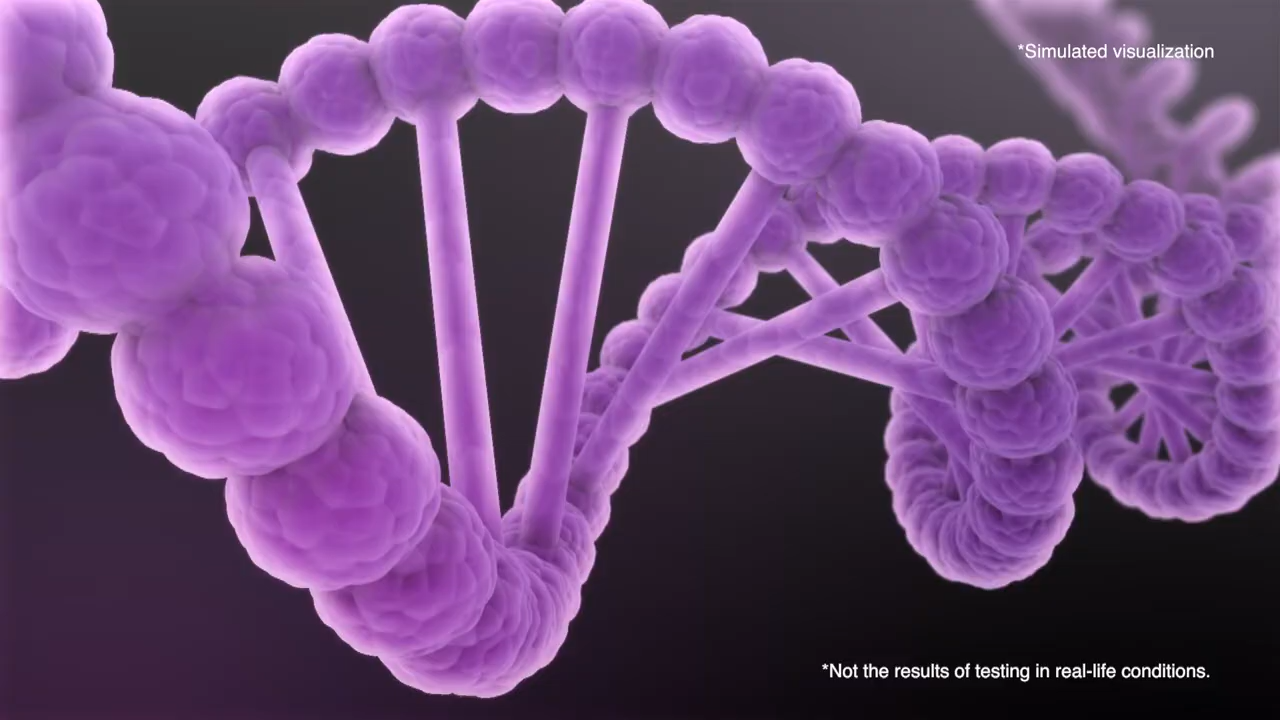 *Simulated visualization
*Not the results of testing in real-life conditions.